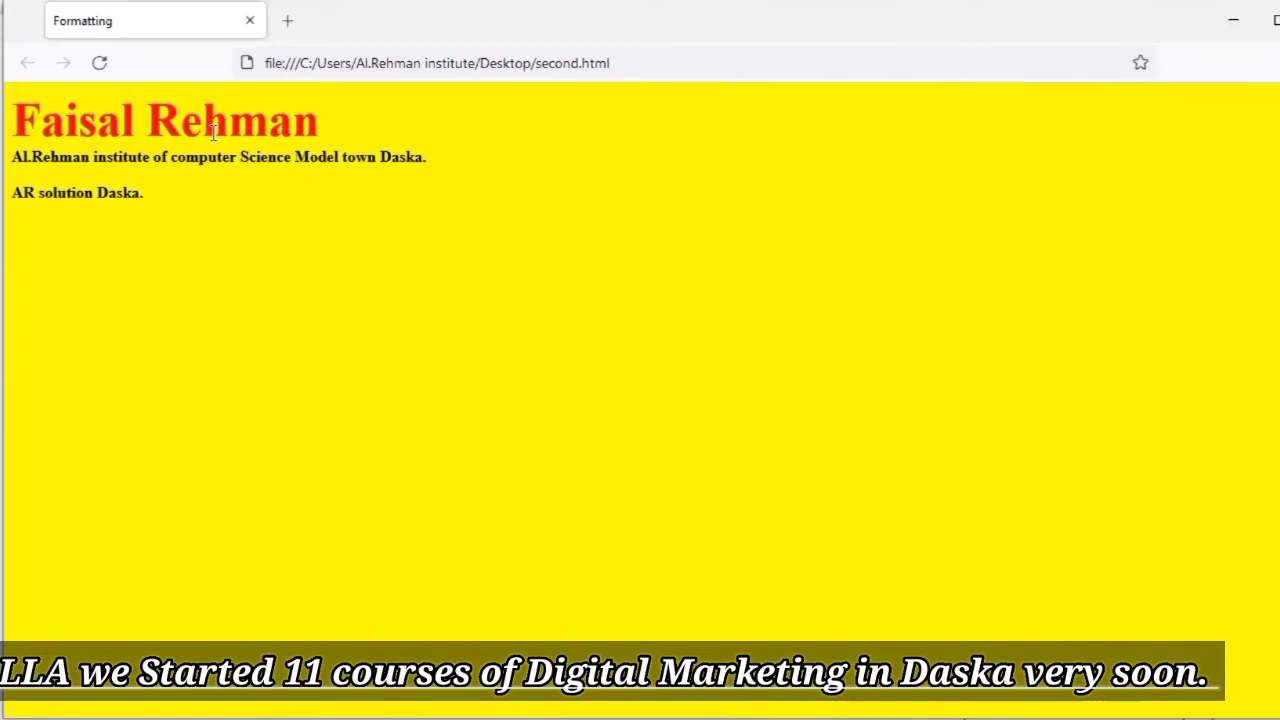 Formatting
file:///C:/Users/Al.Rehman institute/Desktop/second.html
Faisal Rehman
Al.Rehman institute of computer Science Model town Daska.
AR solution Daska.
LLA we Started 11 courses of Digital Marketing in Daska very soon.